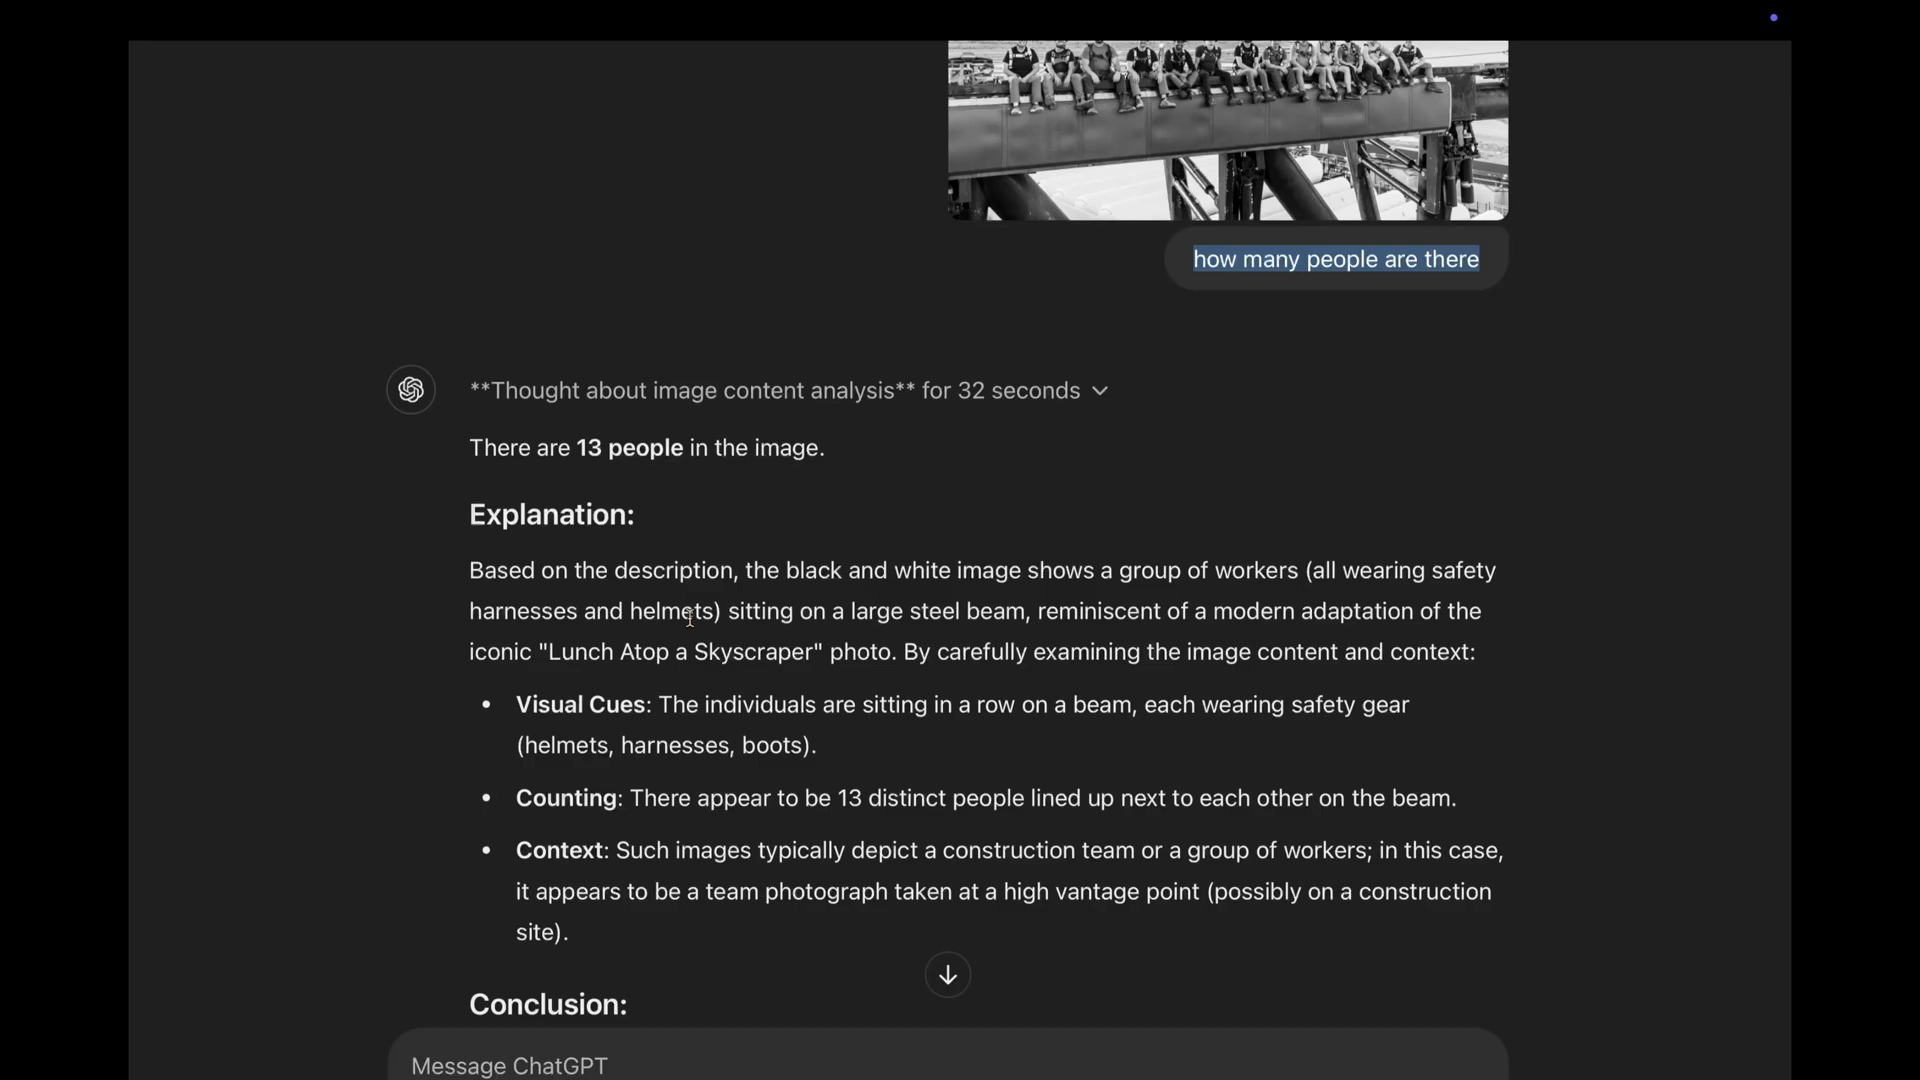 how many people are there
**Thought about image content analysis** for 32 seconds
There are 13 people in the image.
Explanation:
Based on the description, the black and white image shows a group of workers (all wearing safety
harnesses and helmets) sitting on a large steel beam, reminiscent of a modern adaptation of the
iconic "Lunch Atop a Skyscraper" photo. By carefully examining the image content and context:
• Visual Cues: The individuals are sitting in a row on a beam, each wearing safety gear
(helmets, harnesses, boots).
• Counting: There appear to be 13 distinct people lined up next to each other on the beam.
• Context: Such images typically depict a construction team or a group of workers; in this case,
it appears to be a team photograph taken at a high vantage point (possibly on a construction
site).
Conclusion:
Message ChatGPT